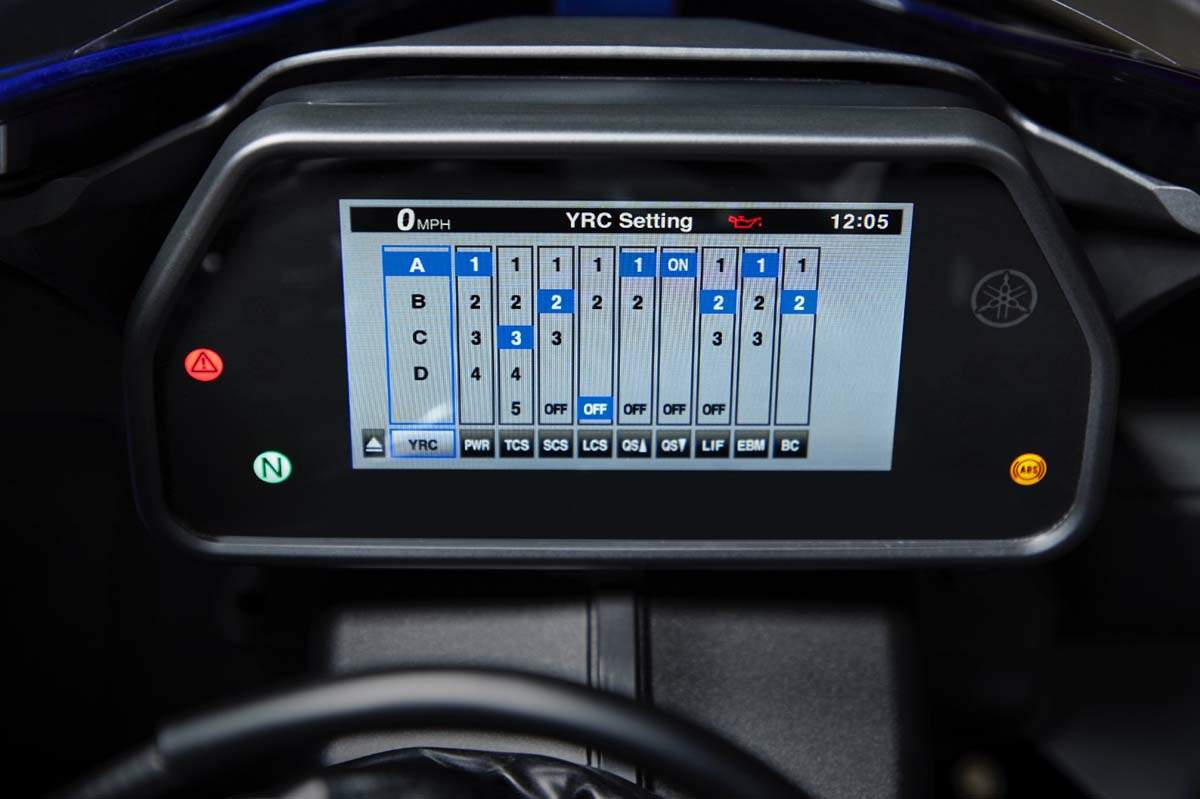 0 MPH YRC Setting 12:05
A 1 1 1 1 1 ON 1 1 1
B 2 2 2 2 2 2 2 2
C 3 3 3 3 3
D 4 4
5 OFF OFF OFF OFF OFF
YRC PWR TCS SCS LCS QS▲ QS▼ LIF EBM BC
N
ABS